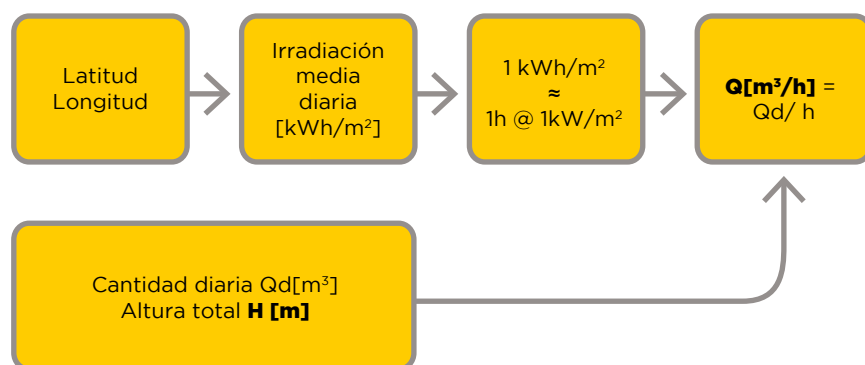 Latitud
Longitud
Irradiación
media
diaria
[kWh/m²]
1 kWh/m²
≈
1h @ 1kW/m²
Q[m³/h] =
Qd/ h
Cantidad diaria Qd[m³]
Altura total H [m]